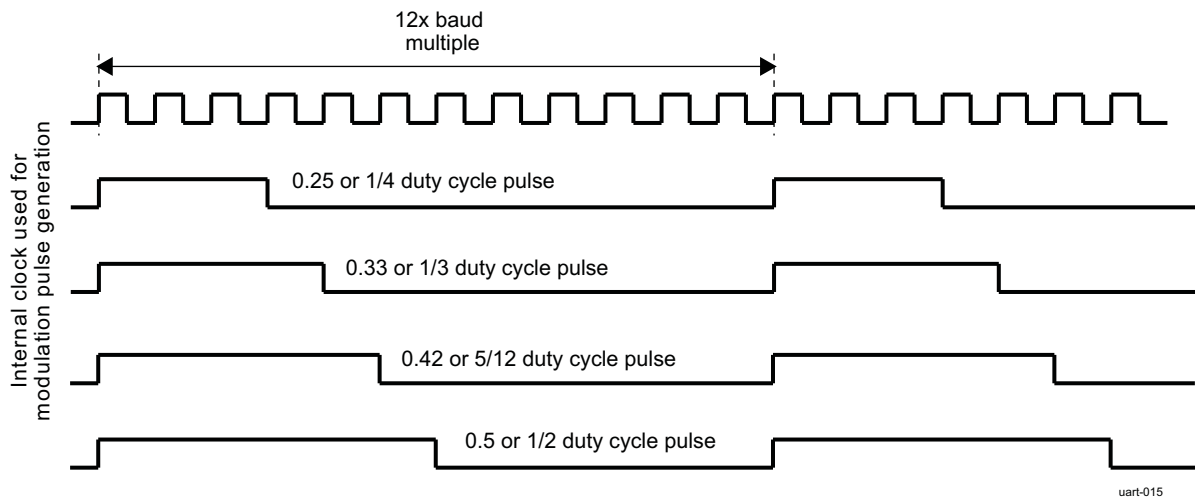 12x baud
multiple
Internal clock used for
modulation pulse generation
0.25 or 1/4 duty cycle pulse
0.33 or 1/3 duty cycle pulse
0.42 or 5/12 duty cycle pulse
0.5 or 1/2 duty cycle pulse
uart-015